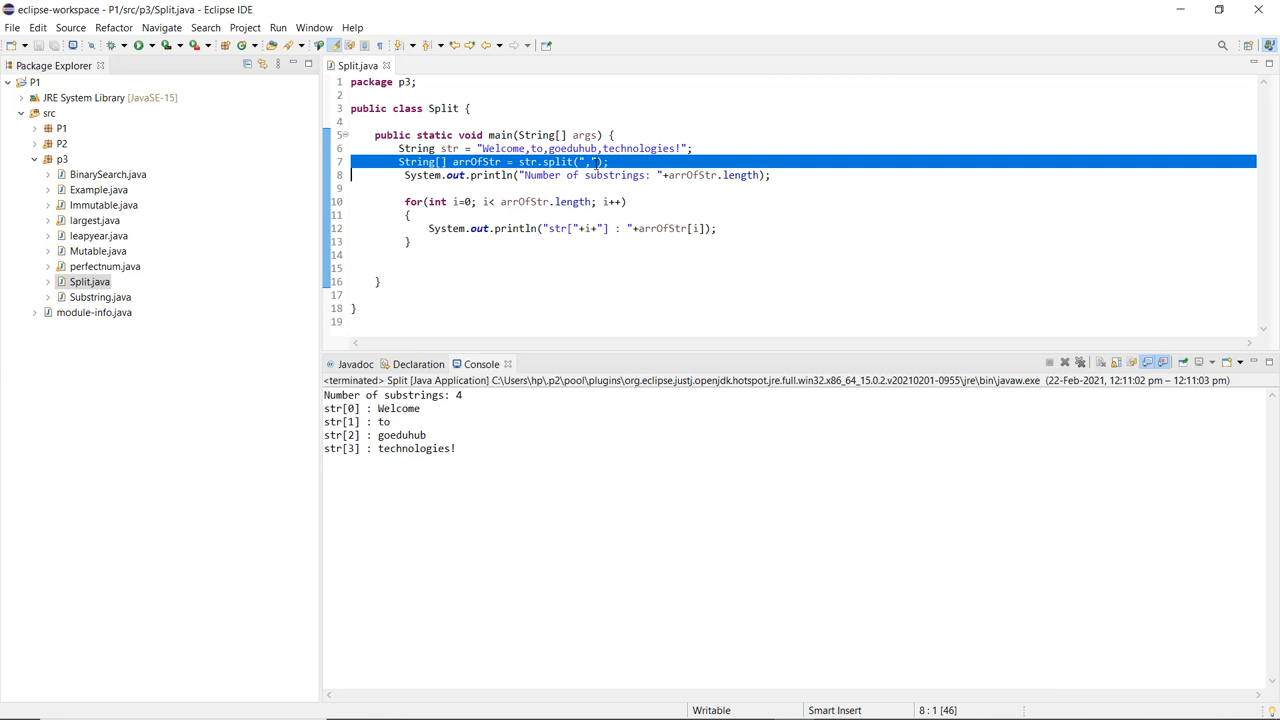 eclipse-workspace - P1/src/p3/Split.java - Eclipse IDE
File Edit Source Refactor Navigate Search Project Run Window Help
Package Explorer
P1
JRE System Library [JavaSE-15]
src
P1
P2
p3
BinarySearch.java
Example.java
Immutable.java
largest.java
leapyear.java
Mutable.java
perfectnum.java
Split.java
Substring.java
module-info.java
Split.java
1 package p3;
2
3 public class Split {
4
5 public static void main(String[] args) {
6 String str = "Welcome,to,goeduhub,technologies!";
7 String[] arrOfStr = str.split(",");
8 System.out.println("Number of substrings: "+arrOfStr.length);
9
10 for(int i=0; i< arrOfStr.length; i++)
11 {
12 System.out.println("str["+i+"] : "+arrOfStr[i]);
13 }
14
15
16 }
17
18 }
19
Javadoc Declaration Console
<terminated> Split [Java Application] C:\Users\hp\.p2\pool\plugins\org.eclipse.justj.openjdk.hotspot.jre.full.win32.x86_64_15.0.2.v20210201-0955\jre\bin\javaw.exe (22-Feb-2021, 12:11:02 pm – 12:11:03 pm)
Number of substrings: 4
str[0] : Welcome
str[1] : to
str[2] : goeduhub
str[3] : technologies!
Writable Smart Insert 8 : 1 [46]